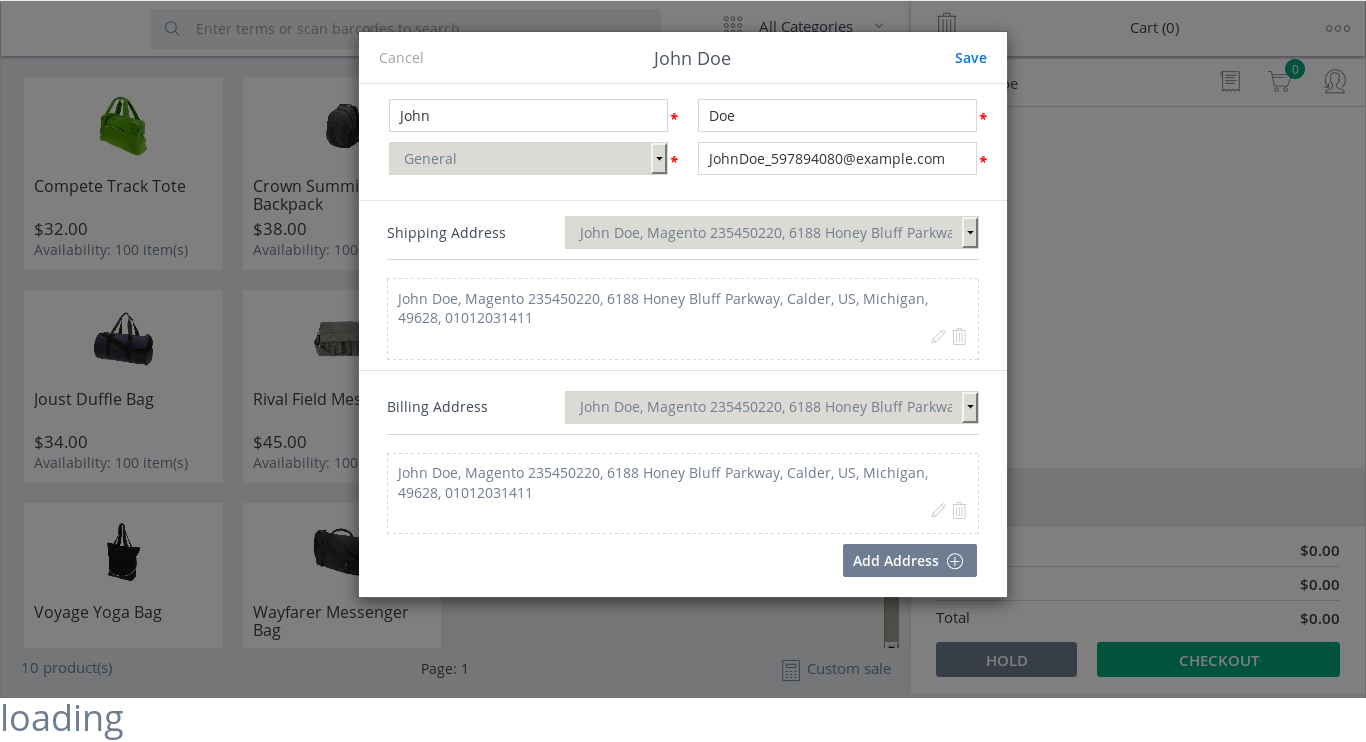 Enter terms or scan barcodes to search
All Categories
Cart (0)
Cancel
John Doe
Save
0
John
*
Doe
*
General
*
JohnDoe_597894080@example.com
*
Compete Track Tote
$32.00
Availability: 100 item(s)
Crown Summi
Backpack
$38.00
Availability: 100
Shipping Address
John Doe, Magento 235450220, 6188 Honey Bluff Parkwa
John Doe, Magento 235450220, 6188 Honey Bluff Parkway, Calder, US, Michigan,
49628, 01012031411
Joust Duffle Bag
$34.00
Availability: 100 item(s)
Rival Field Mes
$45.00
Availability: 100
Billing Address
John Doe, Magento 235450220, 6188 Honey Bluff Parkwa
John Doe, Magento 235450220, 6188 Honey Bluff Parkway, Calder, US, Michigan,
49628, 01012031411
Add Address
Voyage Yoga Bag
Wayfarer Messenger
Bag
$0.00
$0.00
Total
$0.00
10 product(s)
Page: 1
Custom sale
HOLD
CHECKOUT
loading